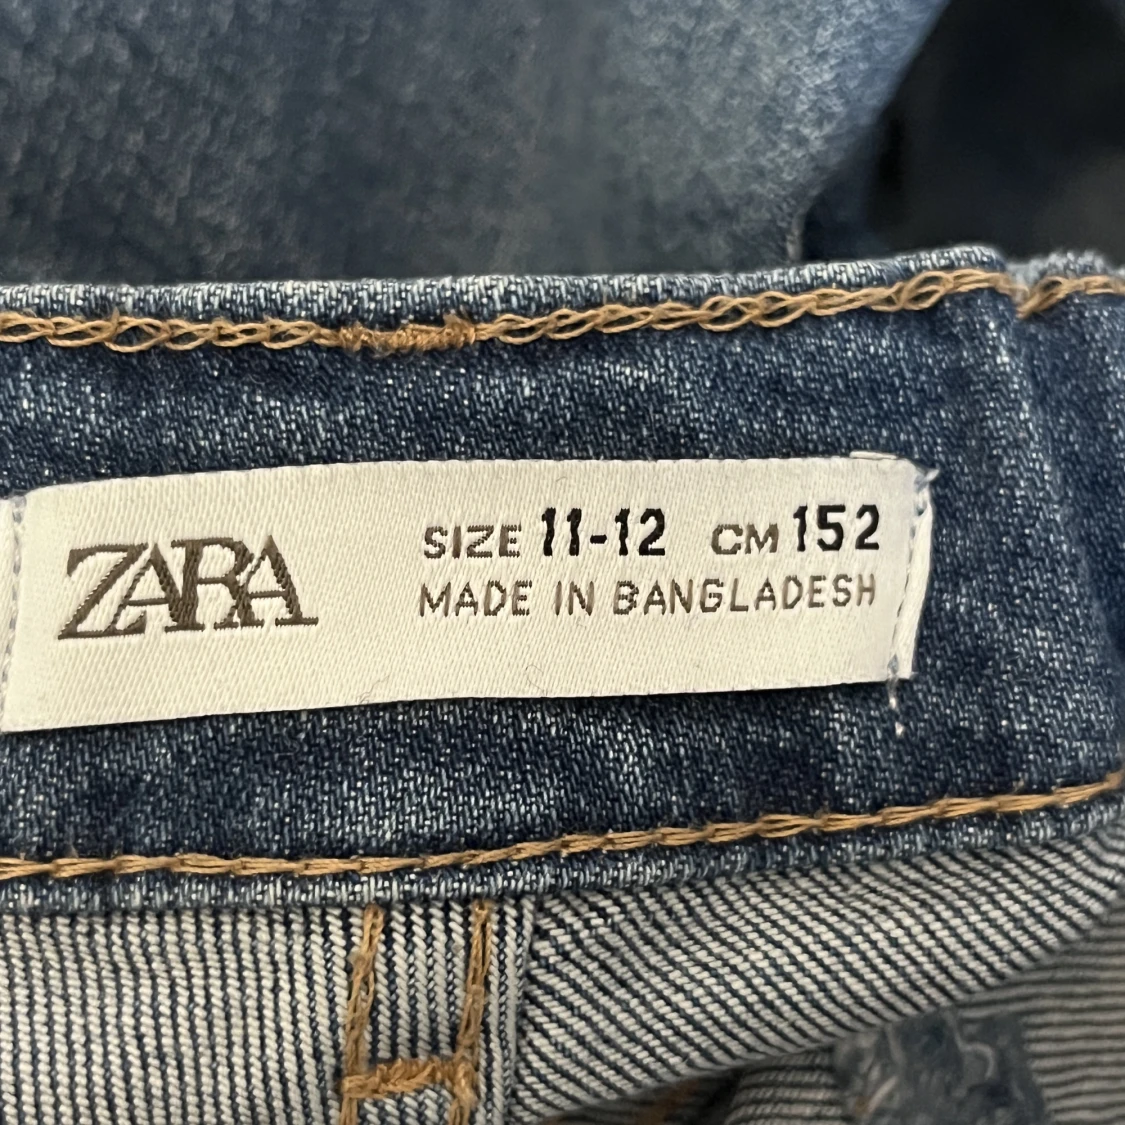 ZARA
SIZE 11-12 CM 152
MADE IN BANGLADESH